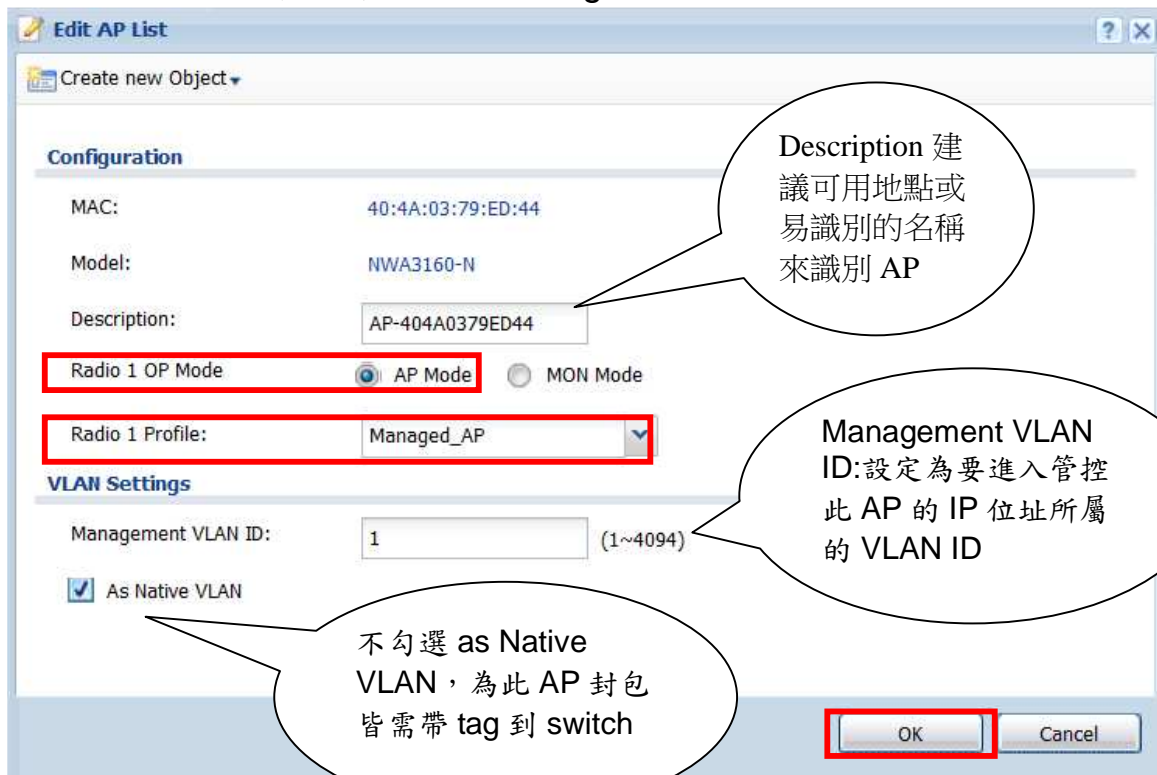 Edit AP List
Create new Object
Configuration
MAC: 40:4A:03:79:ED:44
Model: NWA3160-N
Description: AP-404A0379ED44
Description 建
議可用地點或
易識別的名稱
來識別 AP
Radio 1 OP Mode AP Mode MON Mode
Radio 1 Profile: Managed_AP
VLAN Settings
Management VLAN ID: 1 (1~4094)
Management VLAN
ID:設定為要進入管控
此 AP 的 IP 位址所屬
的 VLAN ID
As Native VLAN
不勾選 as Native
VLAN,為此 AP 封包
皆需帶 tag 到 switch
OK Cancel